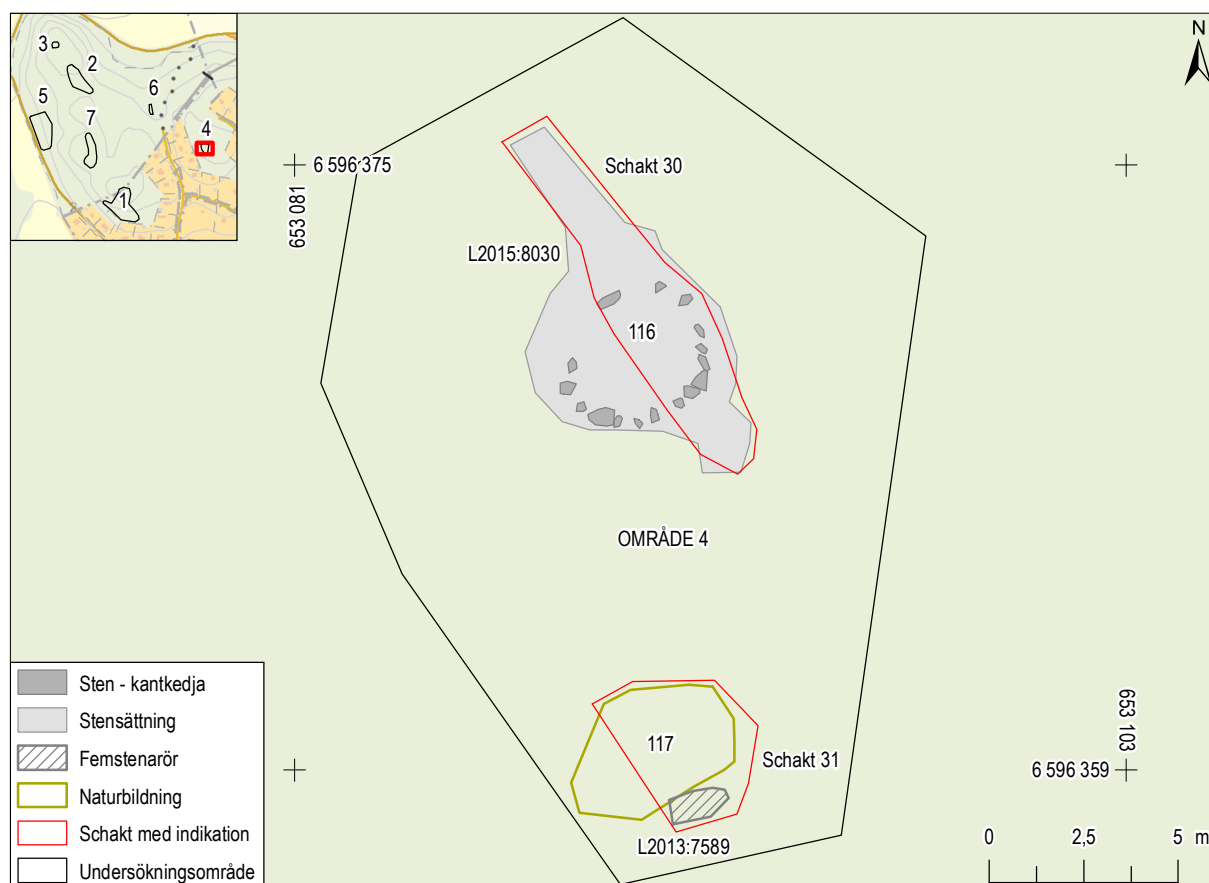 3
2
6
5
7
4
1
N
6 596 375
653 081
Schakt 30
L2015:8030
116
OMRÅDE 4
117
Schakt 31
653 103
6 596 359
L2013:7589
Sten - kantkedja
Stensättning
Femstenarör
Naturbildning
Schakt med indikation
Undersökningsområde
0 2,5 5 m